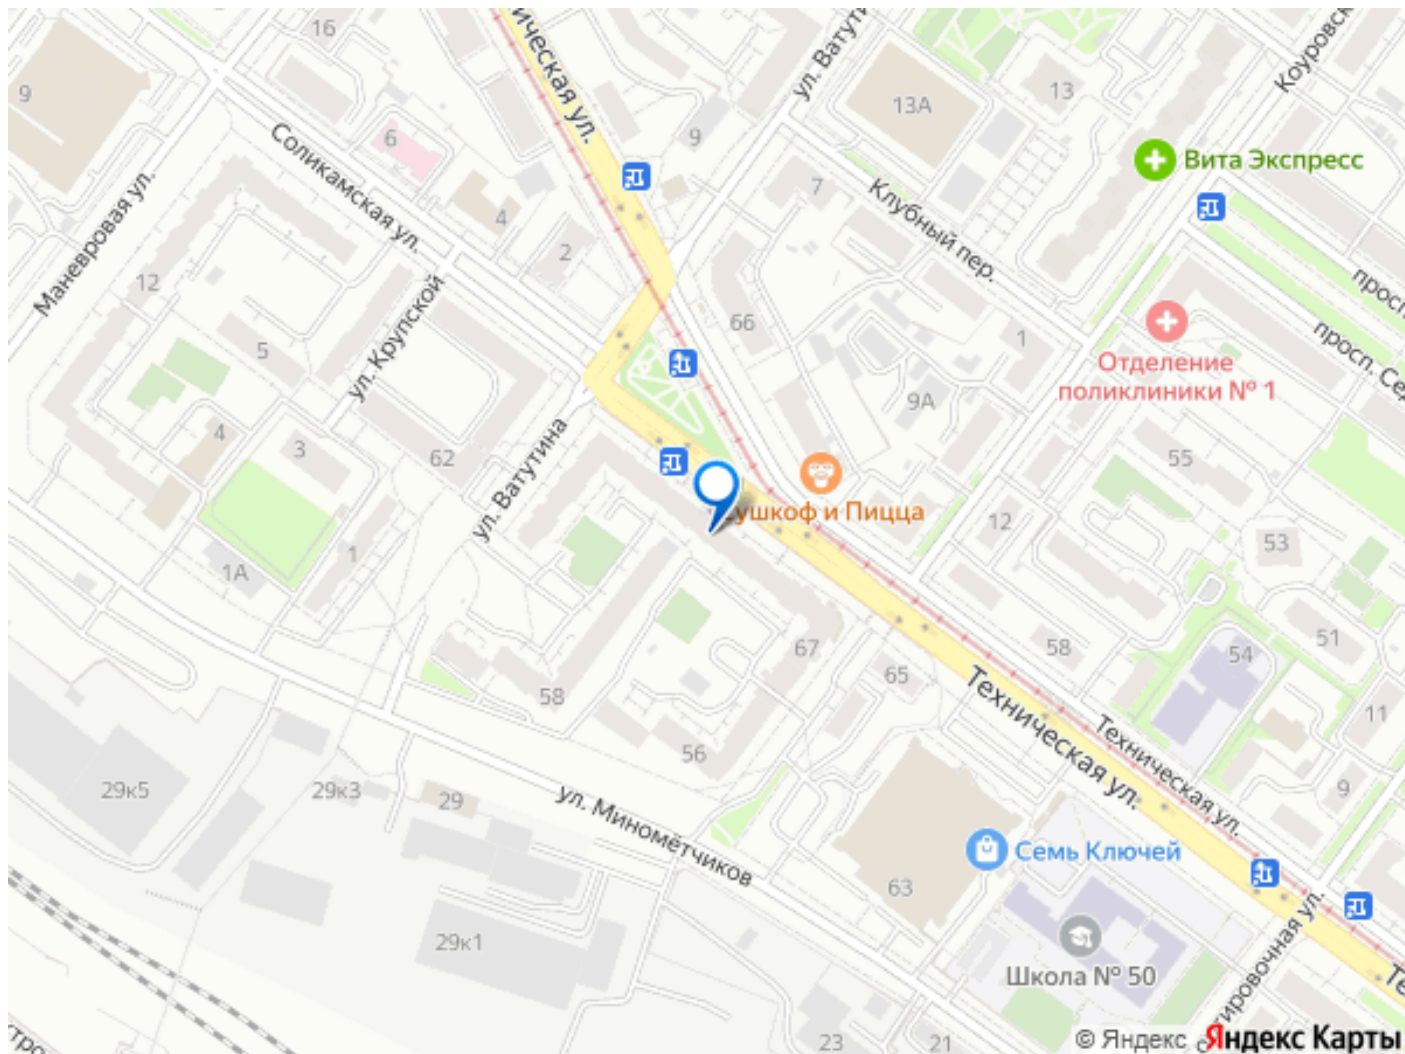 16
ическая ул.
ул. Ватути
Коуровск
9
6
9
13А
13
Вита Экспресс
Соликамская ул.
4
7
Клубный пер.
Маневровая ул.
2
12
просп.
66
ул. Крупской
5
1
просп. Се
Отделение
поликлиники № 1
9А
4
3
62
ул. Ватутина
55
ушкоф и Пицца
12
53
1А
1
58
67
65
54
51
58
56
Техническая ул.
Техническая ул.
11
29к5
29к3
29
9
ул. Миномётчиков
Семь Ключей
63
29к1
Школа № 50
ировочная ул.
Те
стро
23
21
© Яндекс
Яндекс Карты